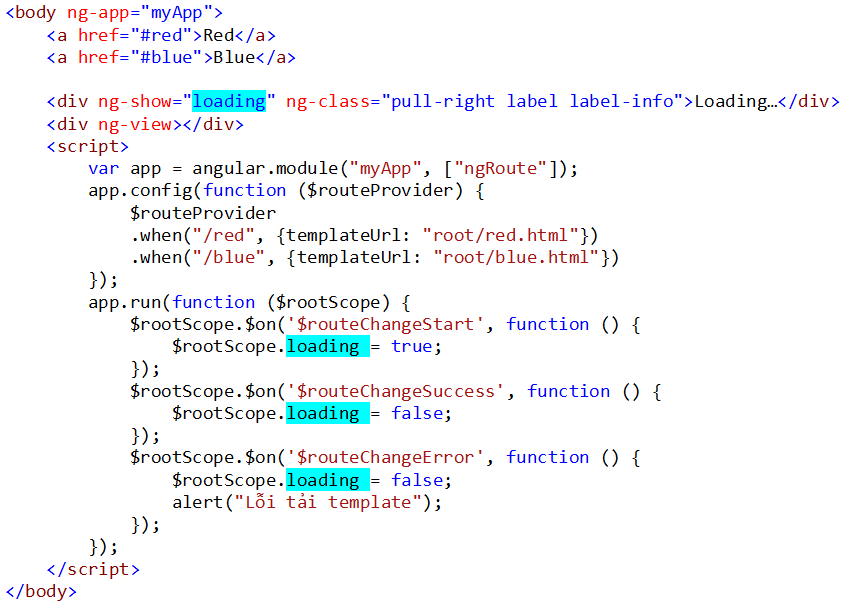 <body ng-app="myApp">
    <a href="#red">Red</a>
    <a href="#blue">Blue</a>

    <div ng-show="loading" ng-class="pull-right label label-info">Loading…</div>
    <div ng-view></div>
    <script>
        var app = angular.module("myApp", ["ngRoute"]);
        app.config(function ($routeProvider) {
            $routeProvider
            .when("/red", {templateUrl: "root/red.html"})
            .when("/blue", {templateUrl: "root/blue.html"})
        });
        app.run(function ($rootScope) {
            $rootScope.$on('$routeChangeStart', function () {
                $rootScope.loading = true;
            });
            $rootScope.$on('$routeChangeSuccess', function () {
                $rootScope.loading = false;
            });
            $rootScope.$on('$routeChangeError', function () {
                $rootScope.loading = false;
                alert("Lỗi tải template");
            });
        });
    </script>
</body>